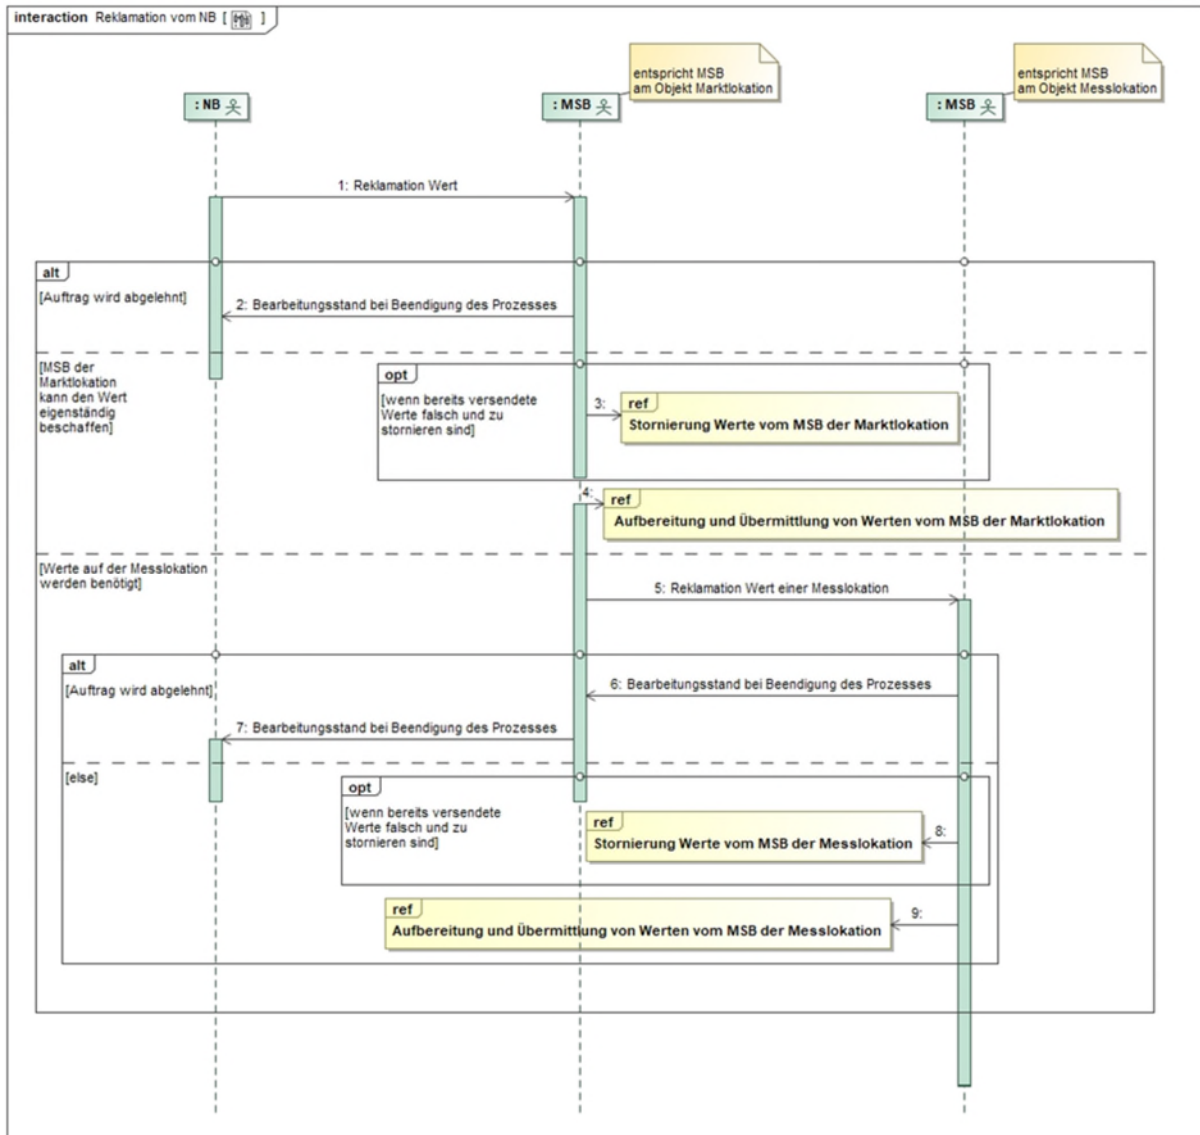 interaction Reklamation vom NB [ ]
entspricht MSB
am Objekt Marktlokation
entspricht MSB
am Objekt Messlokation
: NB
: MSB
: MSB
1: Reklamation Wert
alt
[Auftrag wird abgelehnt]
2: Bearbeitungsstand bei Beendigung des Prozesses
[MSB der
Marktlokation
kann den Wert
eigenständig
beschaffen]
opt
[wenn bereits versendete
Werte falsch und zu
stornieren sind]
3:
ref
Stornierung Werte vom MSB der Marktlokation
4:
ref
Aufbereitung und Übermittlung von Werten vom MSB der Marktlokation
[Werte auf der Messlokation
werden benötigt]
5: Reklamation Wert einer Messlokation
alt
[Auftrag wird abgelehnt]
6: Bearbeitungsstand bei Beendigung des Prozesses
7: Bearbeitungsstand bei Beendigung des Prozesses
[else]
opt
[wenn bereits versendete
Werte falsch und zu
stornieren sind]
ref
Stornierung Werte vom MSB der Messlokation
8:
ref
Aufbereitung und Übermittlung von Werten vom MSB der Messlokation
9: